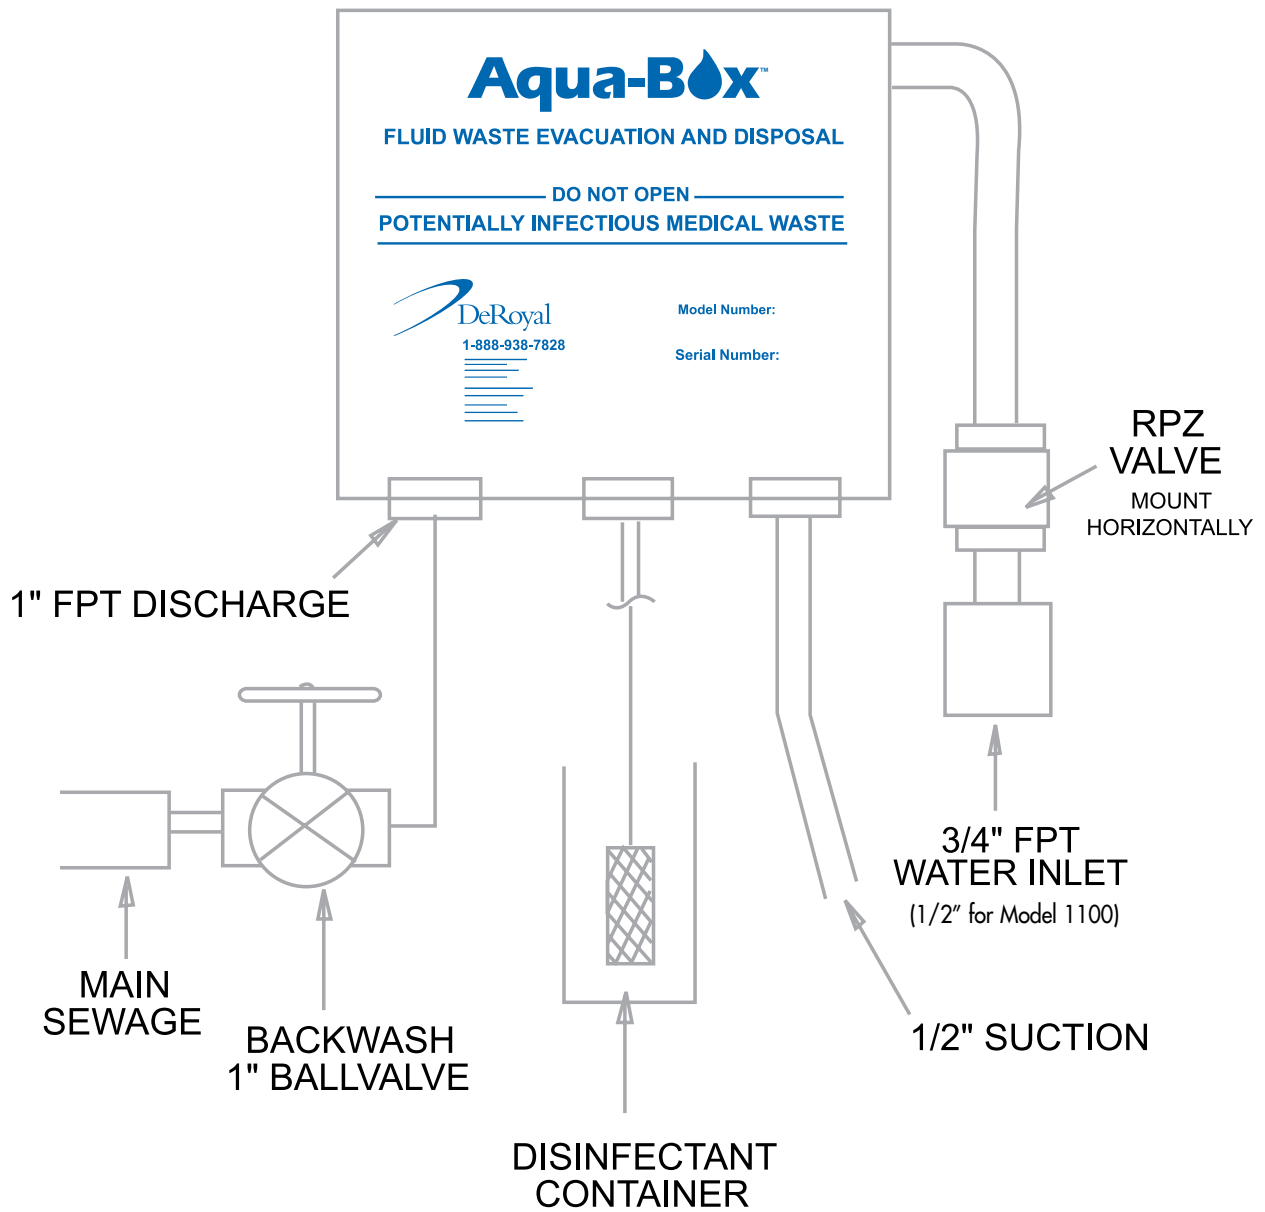 Aqua-Box™
FLUID WASTE EVACUATION AND DISPOSAL
DO NOT OPEN
POTENTIALLY INFECTIOUS MEDICAL WASTE
DeRoyal
1-888-938-7828
Model Number:
Serial Number:
RPZ
VALVE
MOUNT
HORIZONTALLY
1" FPT DISCHARGE
3/4" FPT
WATER INLET
(1/2” for Model 1100)
MAIN
SEWAGE
BACKWASH
1" BALLVALVE
1/2" SUCTION
DISINFECTANT
CONTAINER